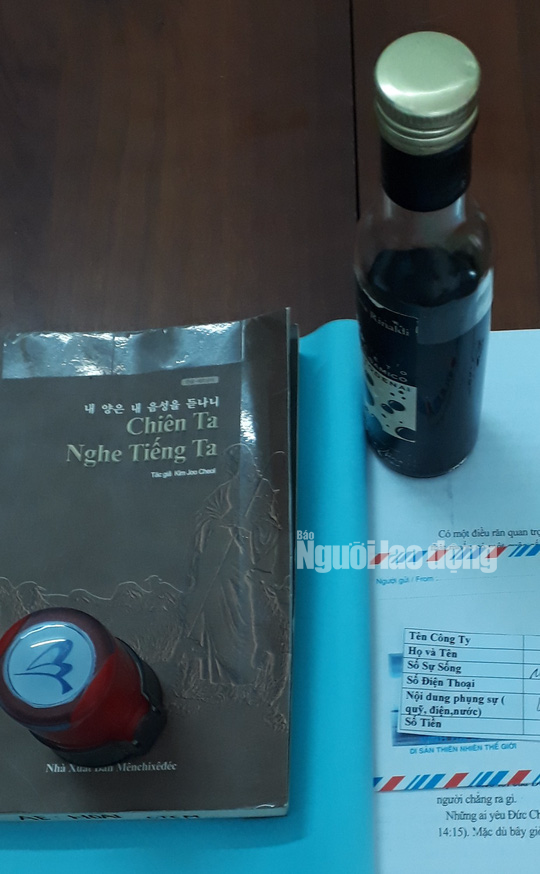 내 양은 내 음성을 듣나니
Chiên Ta
Nghe Tiếng Ta
Tác giả Kim Joo Cheol
Nhà Xuất Bản Mênchixêđéc
Báo
Người lao động
Có một điều răn quan trọ
Người gửi / From
Tên Công Ty
Họ và Tên
Số Sự Sống
Số Điện Thoại
Nội dung phụng sự (
quỹ, điện,nước)
Số Tiền
DI SẢN THIÊN NHIÊN THẾ GIỚI
người chẳng ra gì.
Những ai yêu Đức Ch
14:15). Mặc dù bây giờ